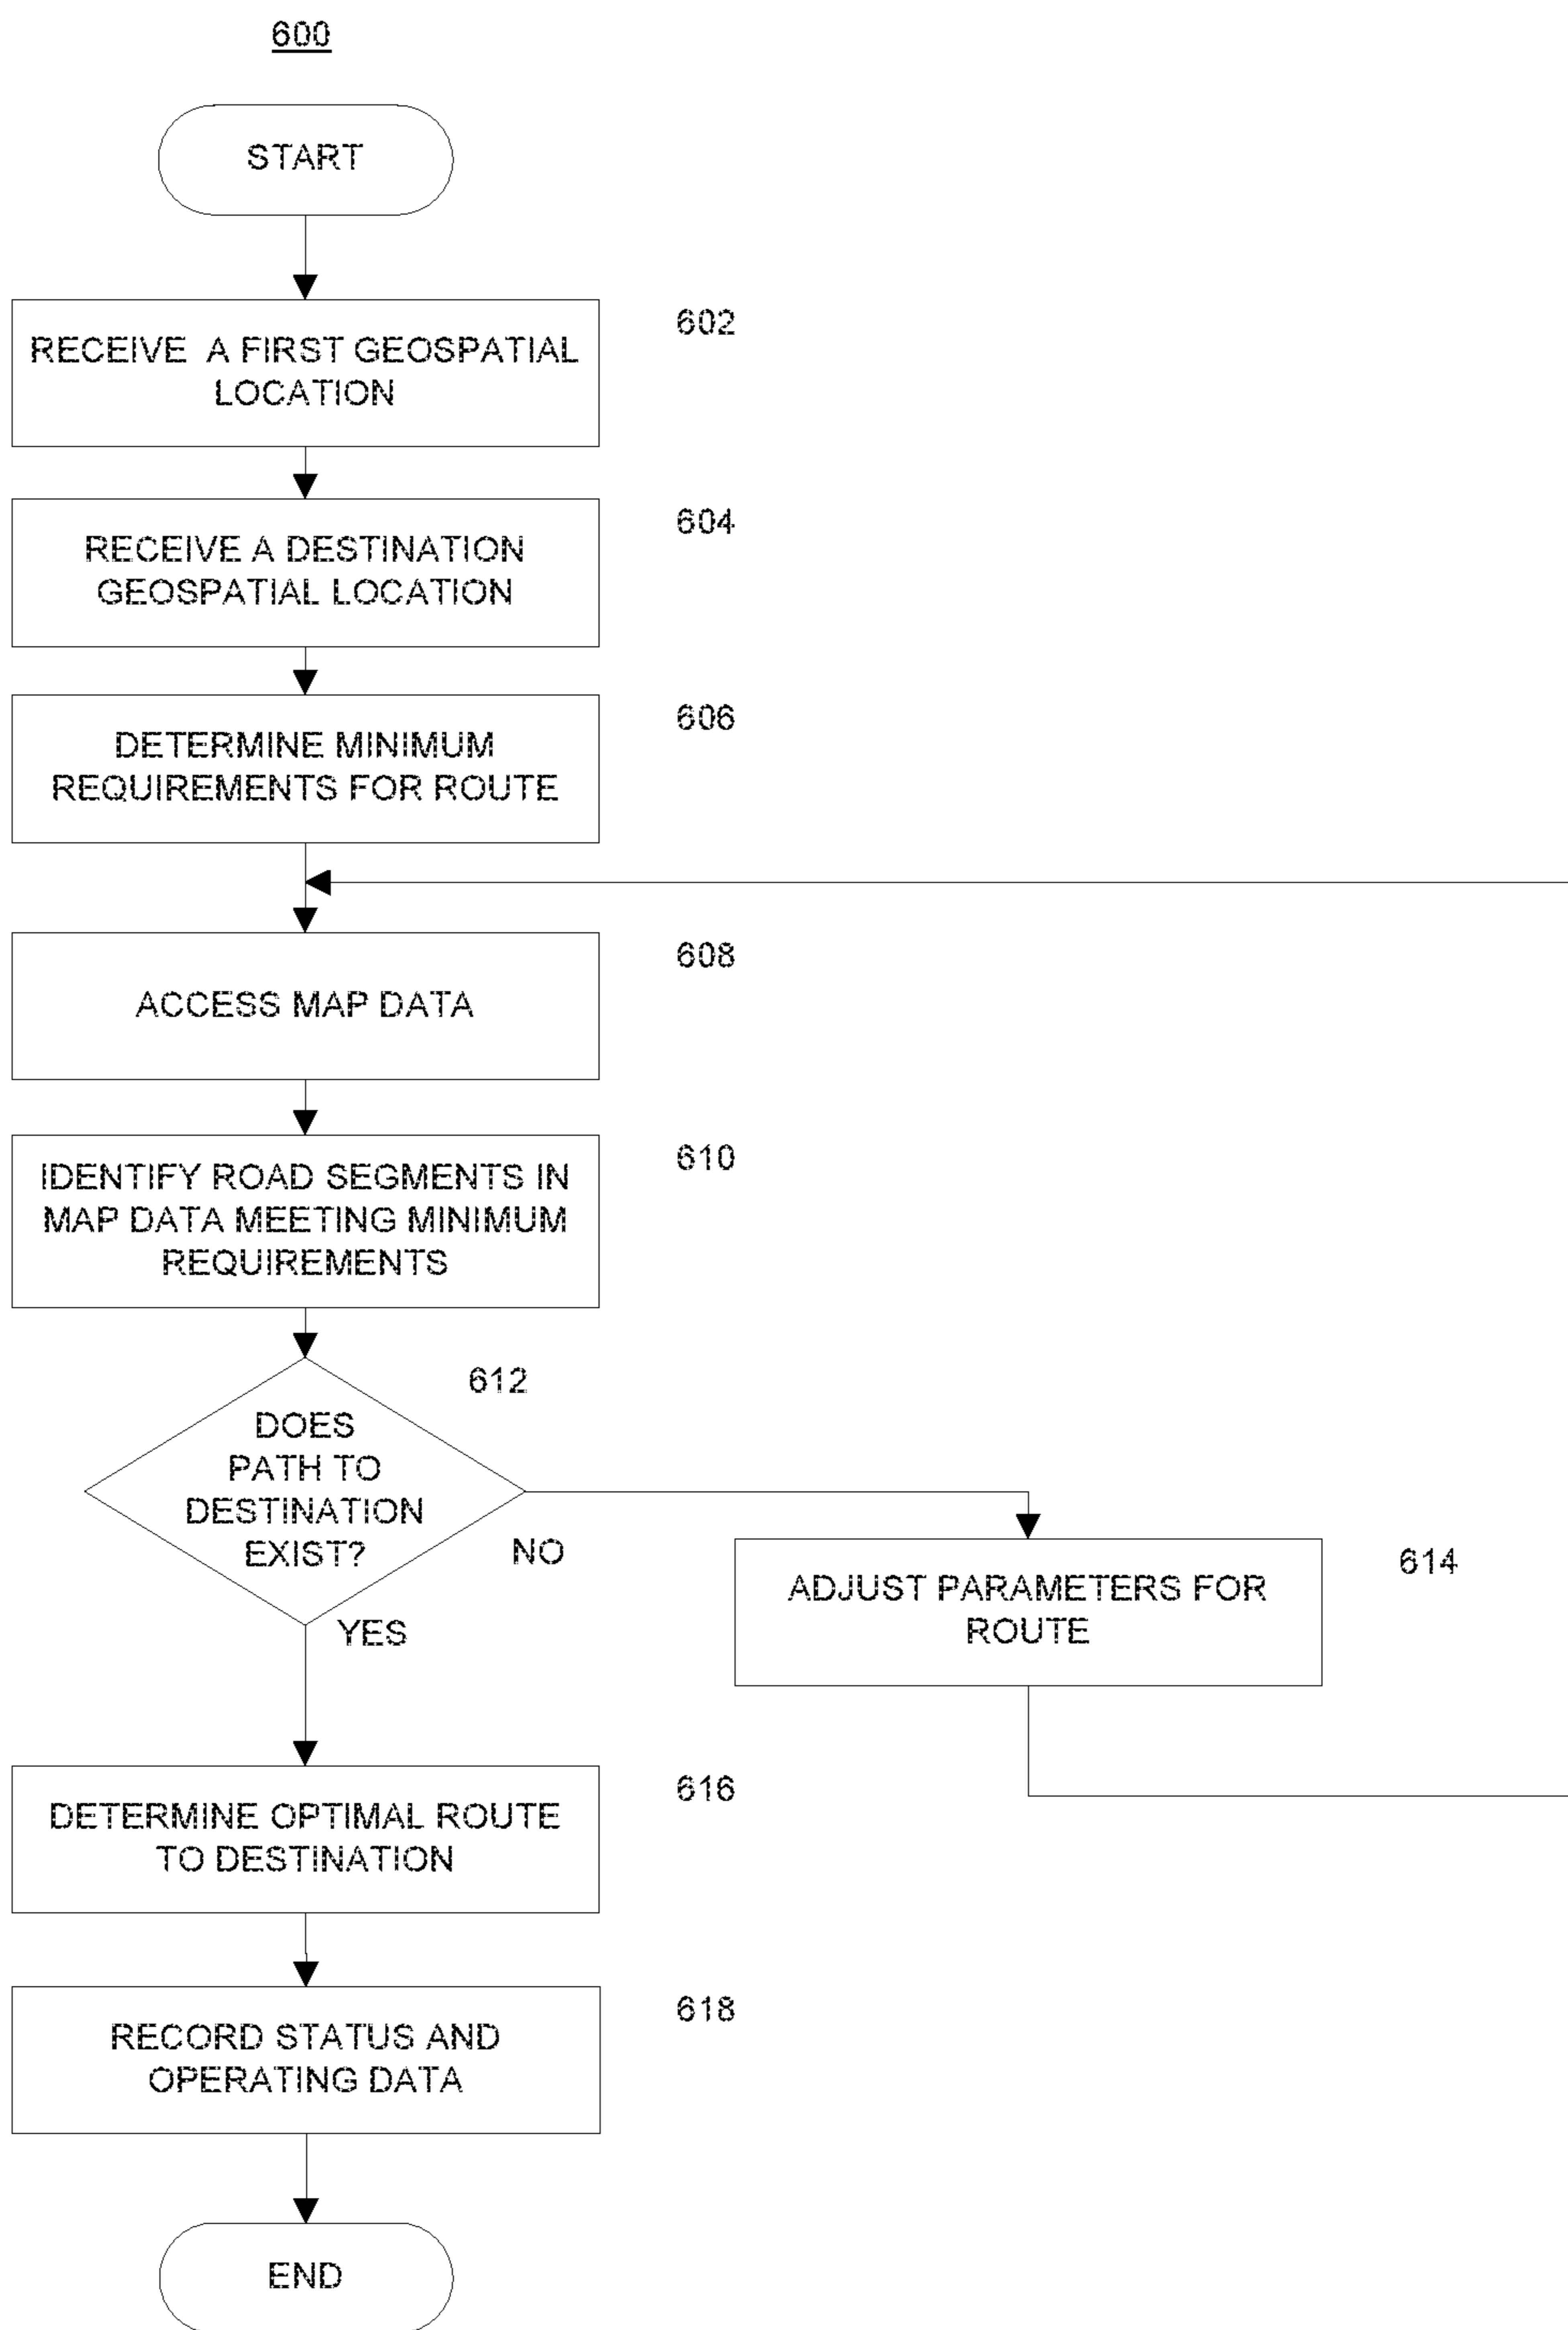 600
START
RECEIVE A FIRST GEOSPATIAL
LOCATION
602
RECEIVE A DESTINATION
GEOSPATIAL LOCATION
604
DETERMINE MINIMUM
REQUIREMENTS FOR ROUTE
606
ACCESS MAP DATA
608
IDENTIFY ROAD SEGMENTS IN
MAP DATA MEETING MINIMUM
REQUIREMENTS
610
DOES
PATH TO
DESTINATION
EXIST?
612
NO
YES
ADJUST PARAMETERS FOR
ROUTE
614
DETERMINE OPTIMAL ROUTE
TO DESTINATION
616
RECORD STATUS AND
OPERATING DATA
618
END